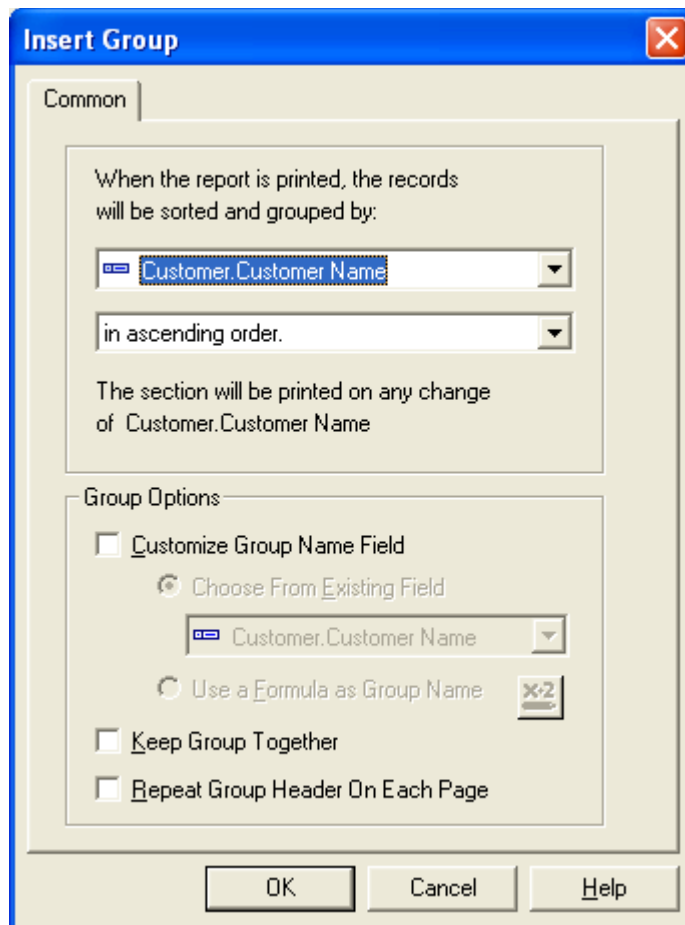 Insert Group
Common
When the report is printed, the records
will be sorted and grouped by:
Customer.Customer Name
in ascending order.
The section will be printed on any change
of Customer.Customer Name
Group Options
Customize Group Name Field
Choose From Existing Field
Customer.Customer Name
Use a Formula as Group Name
x+2
Keep Group Together
Repeat Group Header On Each Page
OK Cancel Help